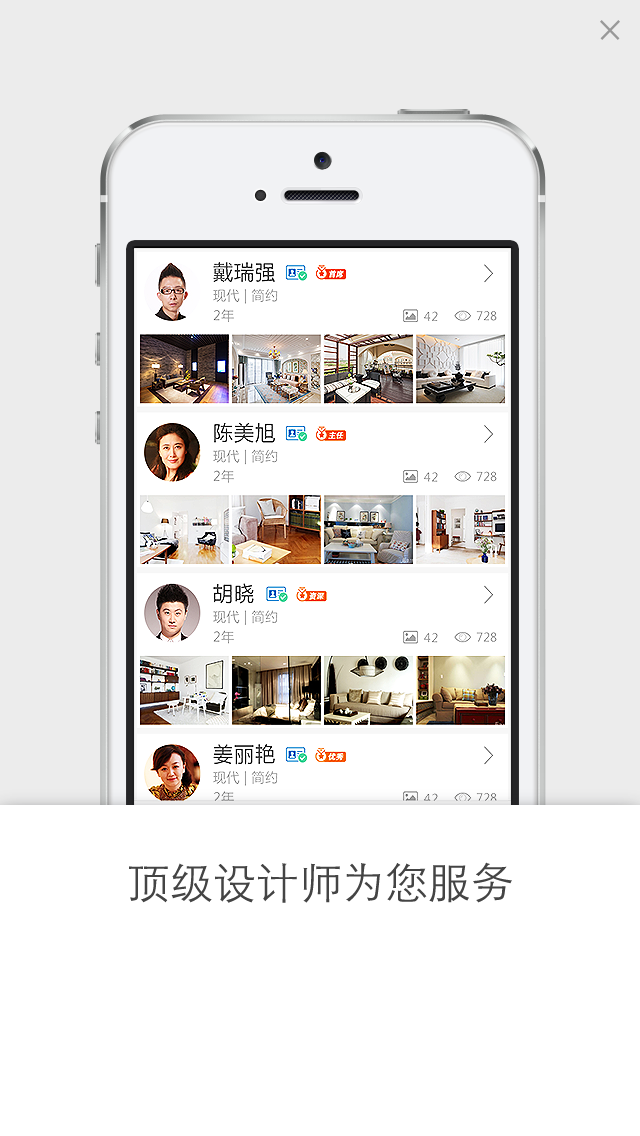 戴瑞强 首席
现代 | 简约
2年 42 728
陈美旭 主任
现代 | 简约
2年 42 728
胡晓 资深
现代 | 简约
2年 42 728
姜丽艳 优秀
现代 | 简约
2年 42 728
顶级设计师为您服务